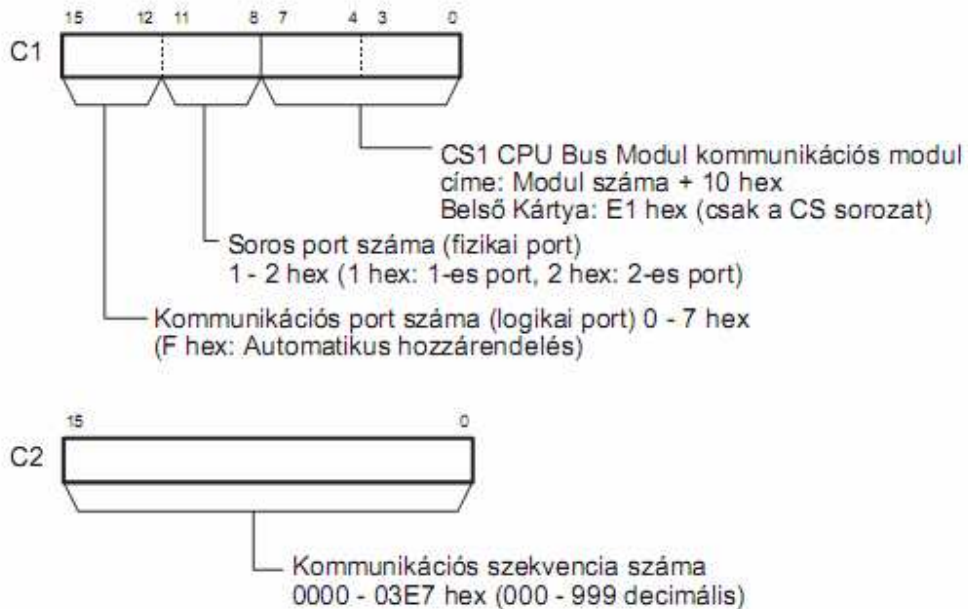 15 12 11 8 7 4 3 0
C1
CS1 CPU Bus Modul kommunikációs modul
címe: Modul száma + 10 hex
Belső Kártya: E1 hex (csak a CS sorozat)
Soros port száma (fizikai port)
1 - 2 hex (1 hex: 1-es port, 2 hex: 2-es port)
Kommunikációs port száma (logikai port) 0 - 7 hex
(F hex: Automatikus hozzárendelés)
15 0
C2
Kommunikációs szekvencia száma
0000 - 03E7 hex (000 - 999 decimális)